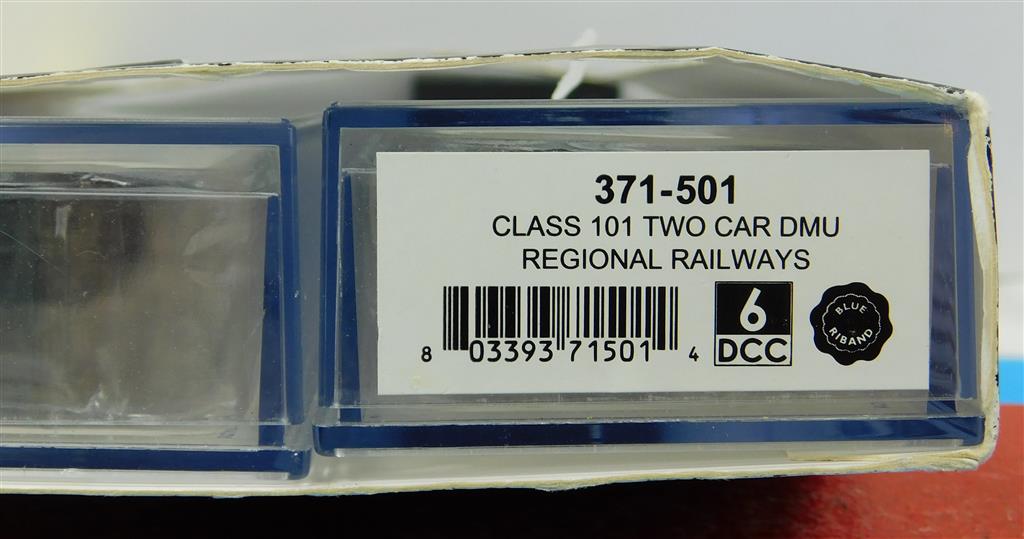 371-501
CLASS 101 TWO CAR DMU
REGIONAL RAILWAYS
8 03393 71501 4
6
DCC
BLUE
RIBAND